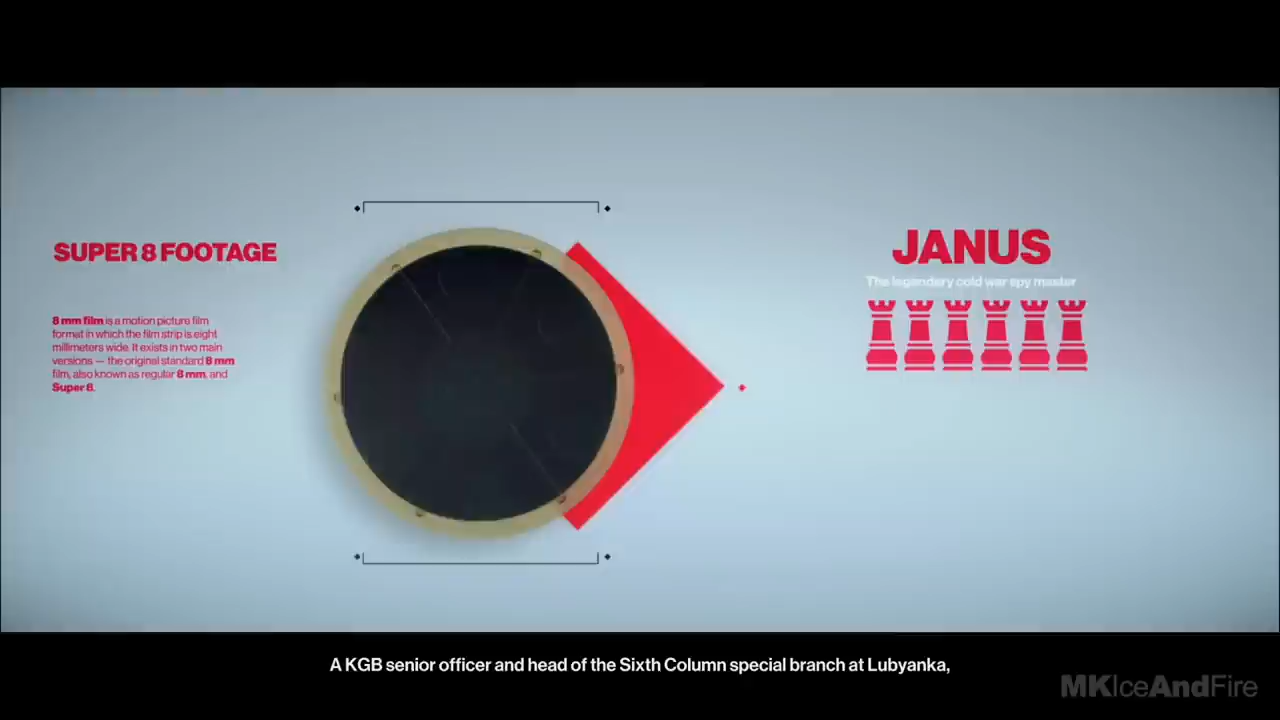 SUPER 8 FOOTAGE
8 mm film is a motion picture film
format in which the film strip is eight
millimeters wide. It exists in two main
versions — the original standard 8 mm
film, also known as regular 8 mm, and
Super 8.
JANUS
The legendary cold war spy master
A KGB senior officer and head of the Sixth Column special branch at Lubyanka,
MKIceAndFire